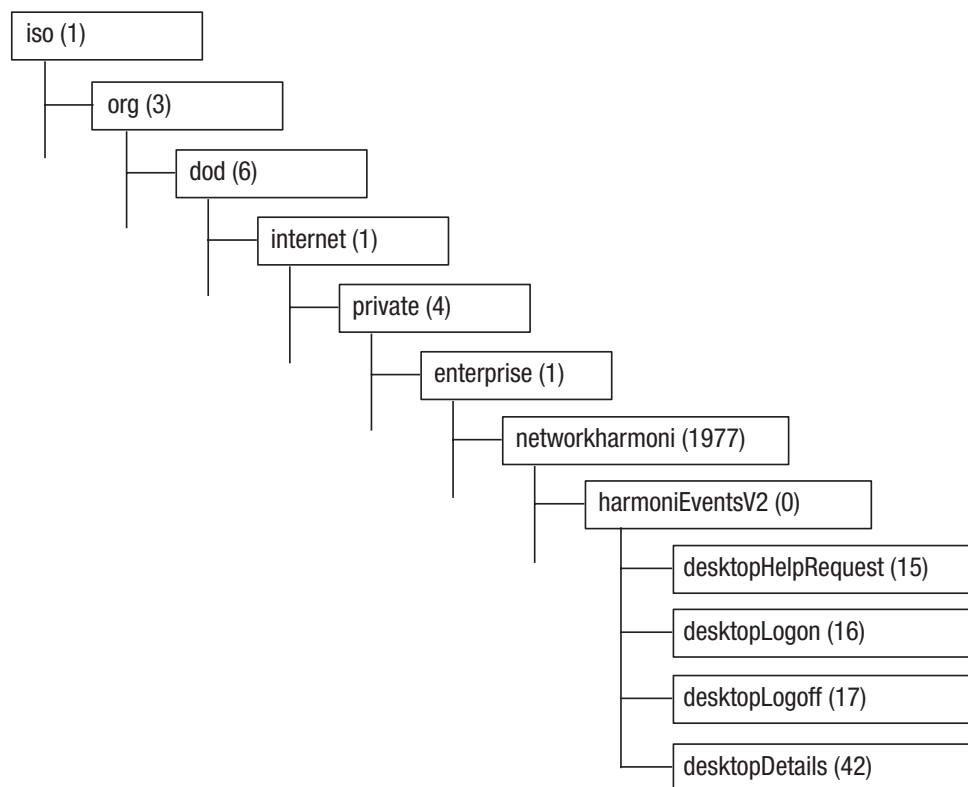 iso (1)
org (3)
dod (6)
internet (1)
private (4)
enterprise (1)
networkharmoni (1977)
harmoniEventsV2 (0)
desktopHelpRequest (15)
desktopLogon (16)
desktopLogoff (17)
desktopDetails (42)